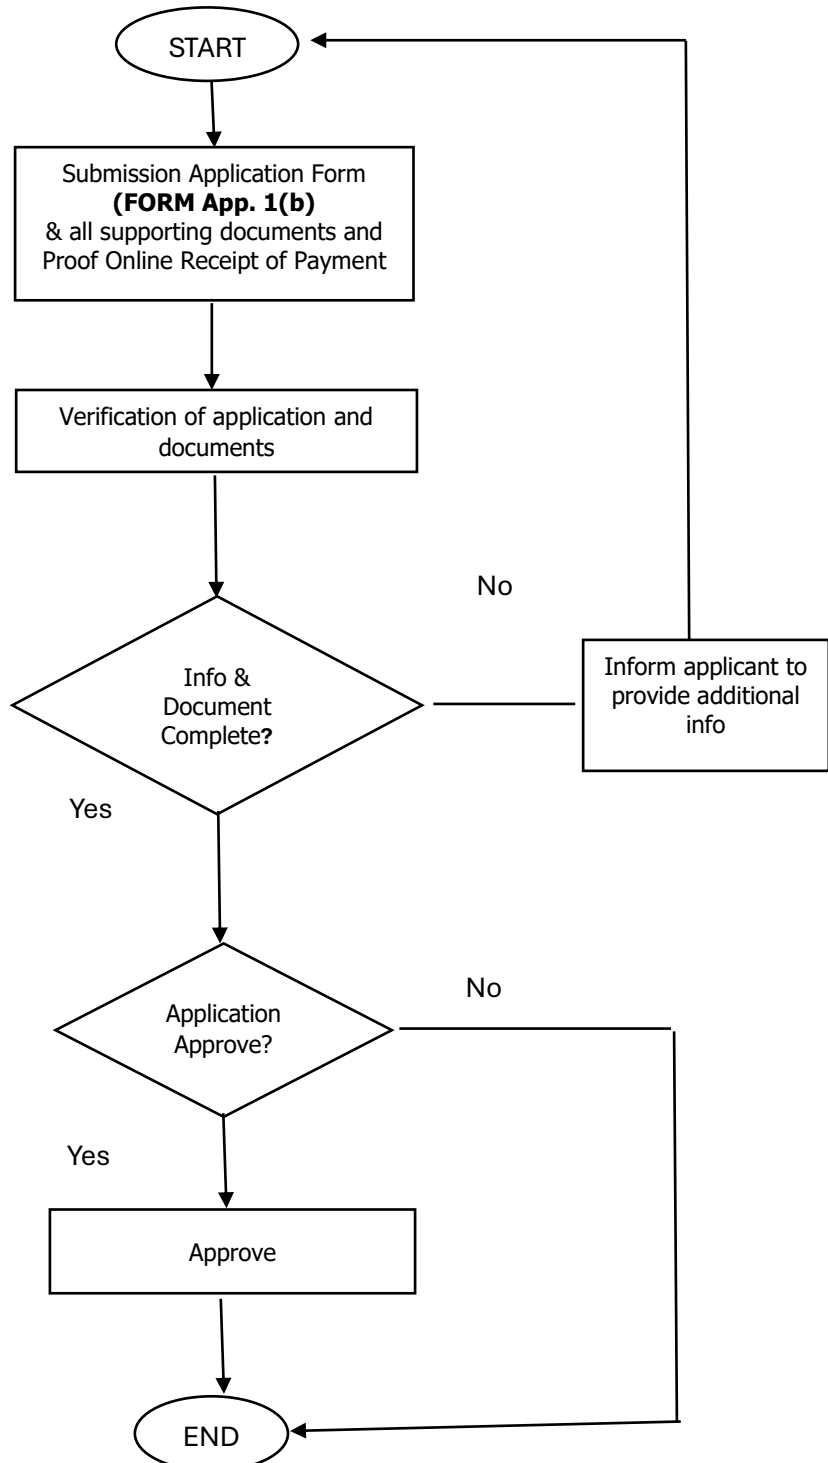 START
Submission Application Form
(FORM App. 1(b)
& all supporting documents and
Proof Online Receipt of Payment
Verification of application and
documents
No
Info &
Document
Complete?
Inform applicant to
provide additional
info
Yes
No
Application
Approve?
Yes
Approve
END